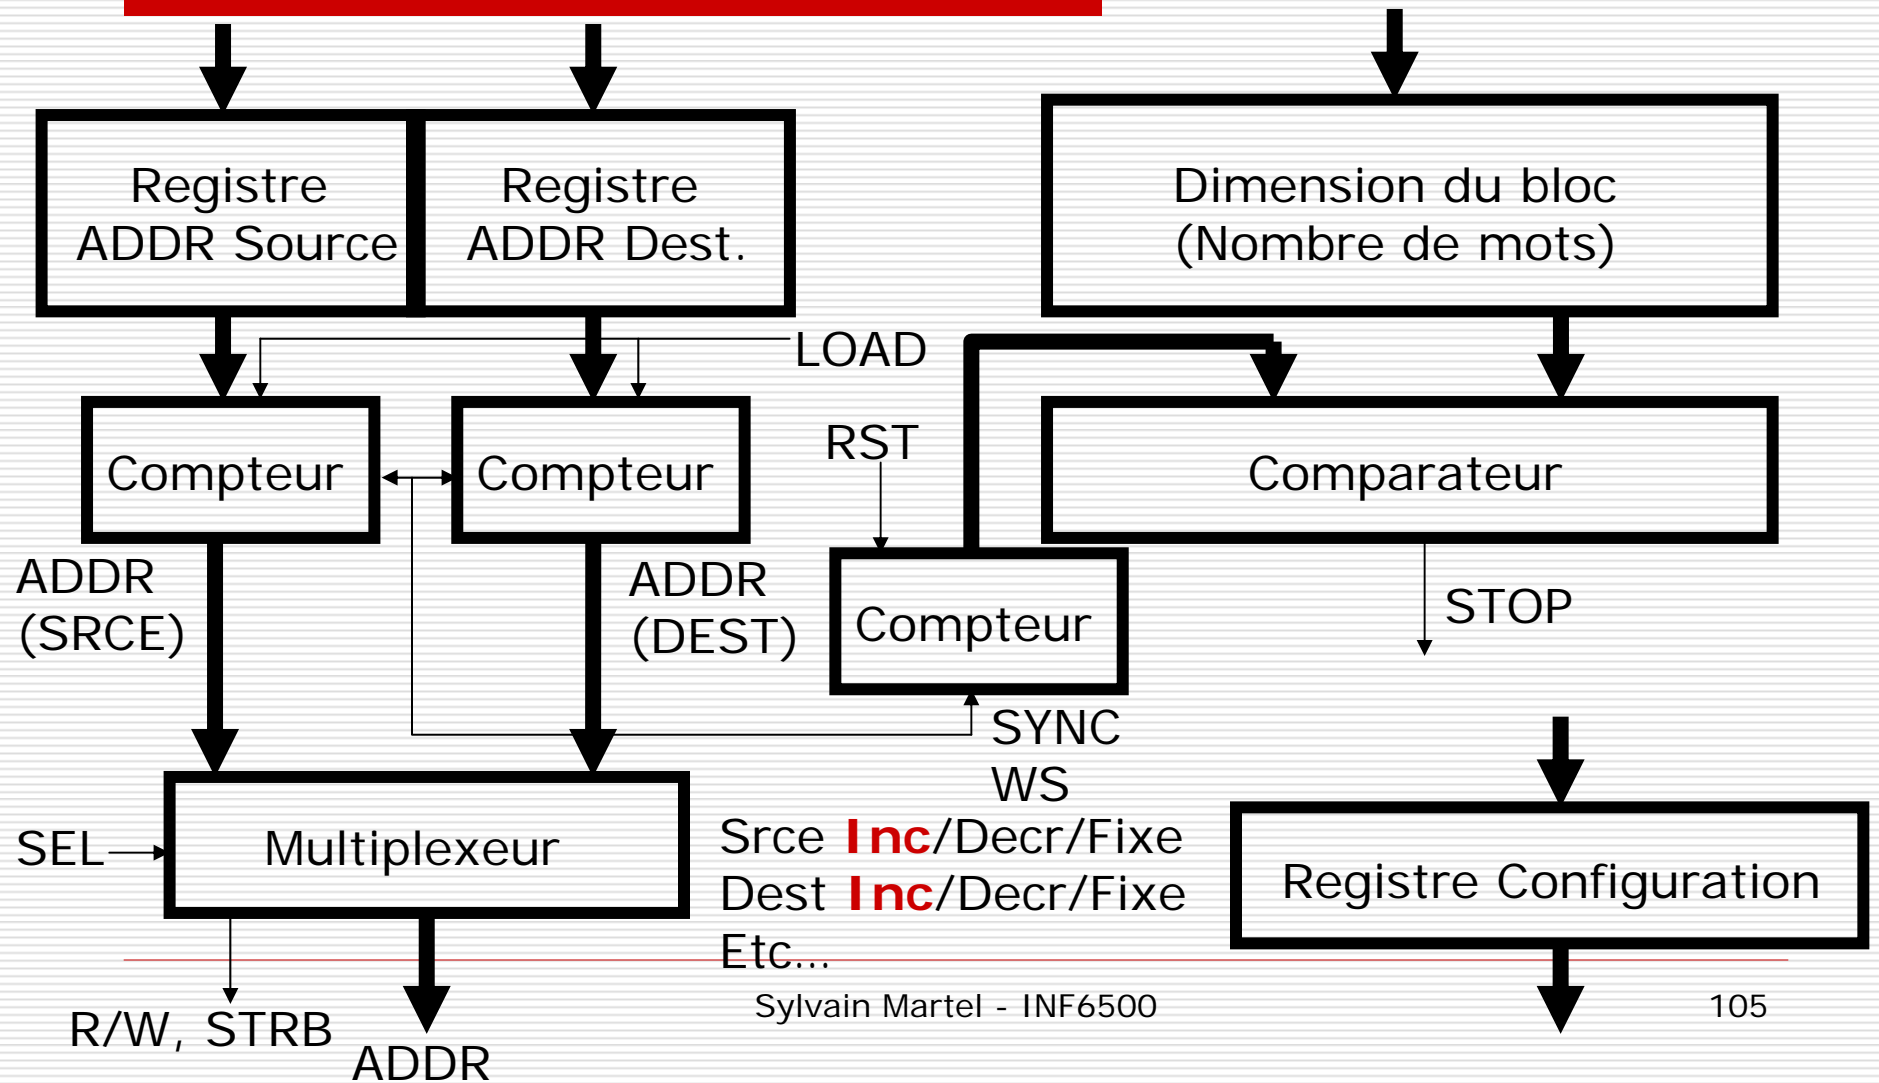 Registre
ADDR Source
Registre
ADDR Dest.
Dimension du bloc
(Nombre de mots)
LOAD
RST
Compteur
Compteur
Comparateur
ADDR
(SRCE)
ADDR
(DEST)
Compteur
STOP
SYNC
WS
SEL
Multiplexeur
Srce Inc/Decr/Fixe
Dest Inc/Decr/Fixe
Etc...
Registre Configuration
R/W, STRB
ADDR
Sylvain Martel - INF6500
105